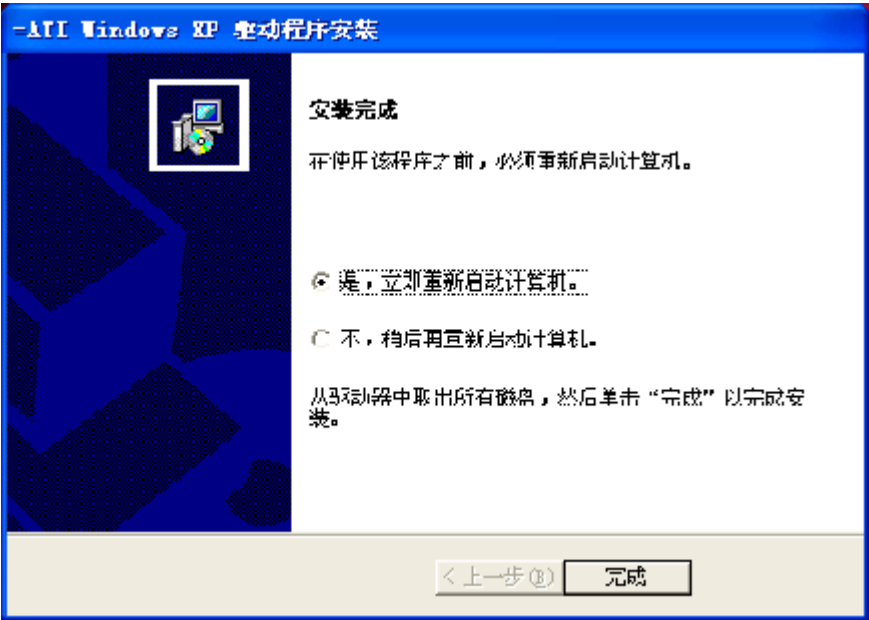 -ATI Windows XP 驱动程序安装
安装完成
在使用该程序之前，必须重新启动计算机。
是，立即重新启动计算机。
不，稍后再重新启动计算机。
从驱动器中取出所有磁盘，然后单击“完成”以完成安
装。
<上一步(B)
完成